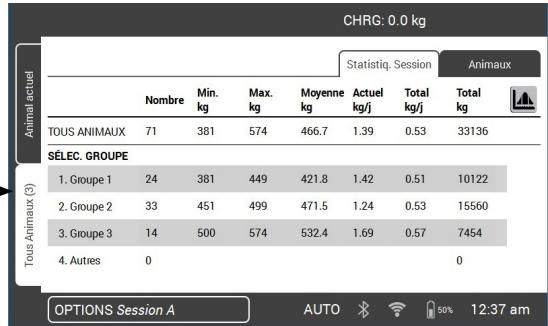 CHRG: 0.0 kg
Statistiq. Session Animaux
Animal actuel
Tous Animaux (3)
Nombre Min. kg Max. kg Moyenne kg Actuel kg/j Total kg/j Total kg
TOUS ANIMAUX 71 381 574 466.7 1.39 0.53 33136
SÉLEC. GROUPE
1. Groupe 1 24 381 449 421.8 1.42 0.51 10122
2. Groupe 2 33 451 499 471.5 1.24 0.53 15560
3. Groupe 3 14 500 574 532.4 1.69 0.57 7454
4. Autres 0 0
OPTIONS Session A AUTO 50% 12:37 am